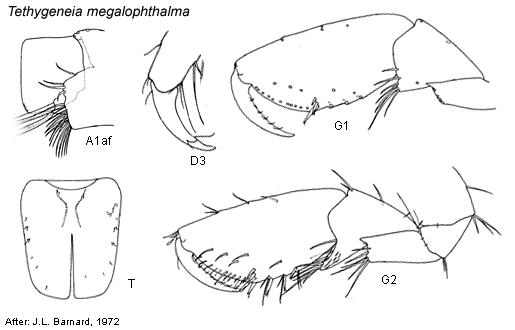 Tethygeneia megalophthalma
A1af
D3
G1
T
G2
After: J.L. Barnard, 1972